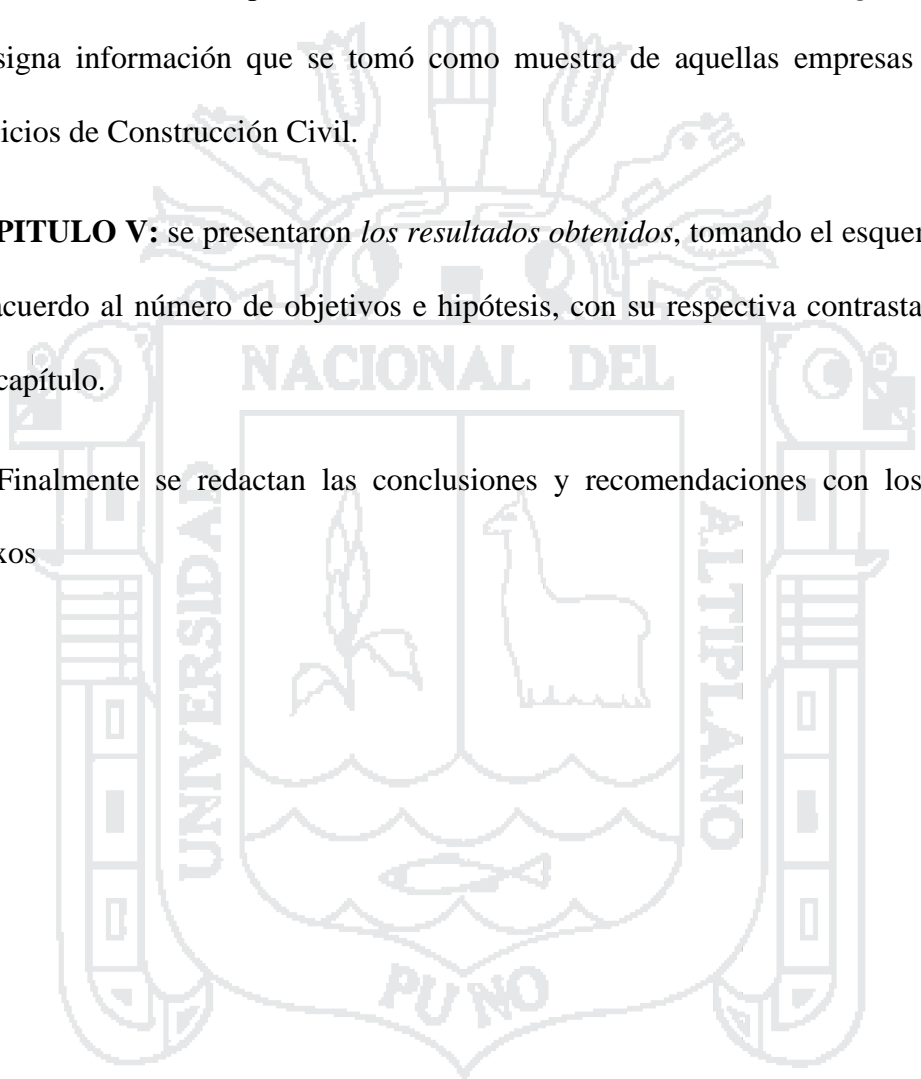 signa información que se tomó como muestra de aquellas empresas
icios de Construcción Civil.
PITULO V: se presentaron los resultados obtenidos, tomando el esquer
acuerdo al número de objetivos e hipótesis, con su respectiva contrasta
capítulo.
Finalmente se redactan las conclusiones y recomendaciones con los
xos
NACIONAL DEL
UNIVERSIDAD
ALTIPLANO
PUNO